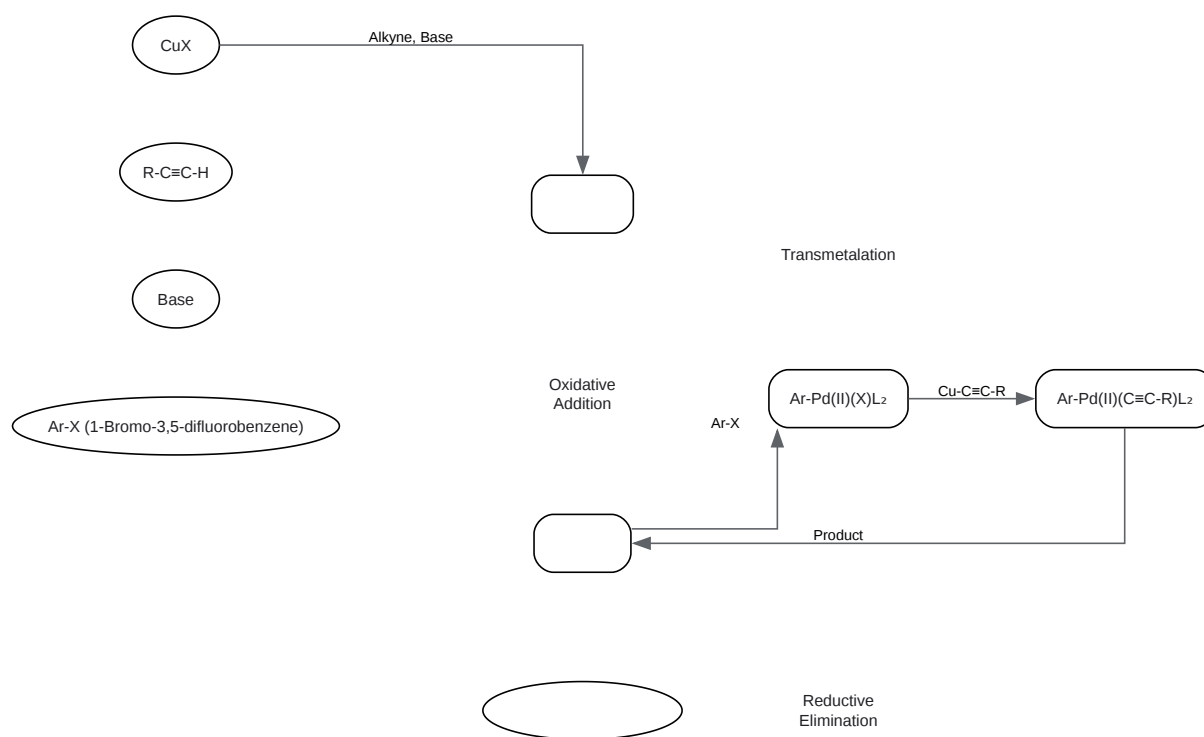 CuX
Alkyne, Base
R-C≡C-H
Transmetalation
Base
Oxidative
Addition
Ar-Pd(II)(X)L₂
Cu-C≡C-R
Ar-Pd(II)(C≡C-R)L₂
Ar-X (1-Bromo-3,5-difluorobenzene)
Ar-X
Product
Reductive
Elimination